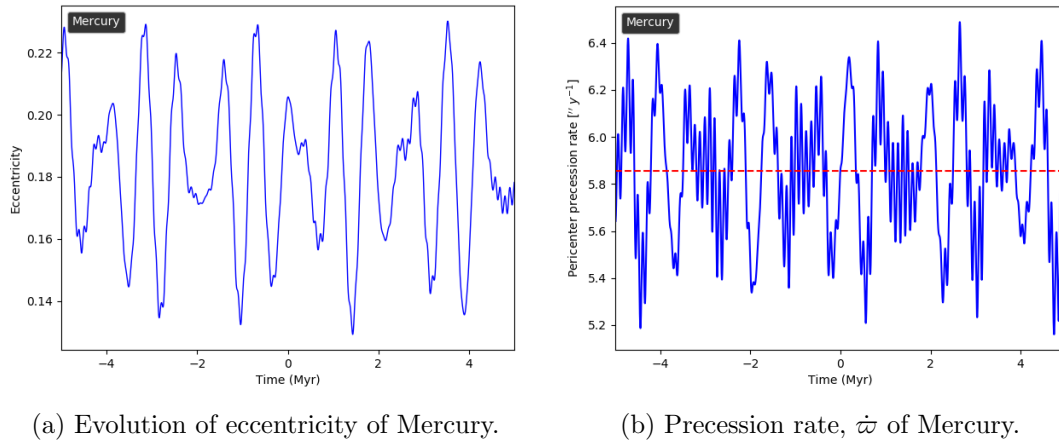 Mercury
0.22
0.20
0.18
0.16
0.14
Eccentricity
−4
−2
0
2
4
Time (Myr)
(a) Evolution of eccentricity of Mercury.
Mercury
6.4
6.2
6.0
5.8
5.6
5.4
5.2
Pericenter precession rate [″ y⁻¹]
−4
−2
0
2
4
Time (Myr)
(b) Precession rate, ϖ̇ of Mercury.